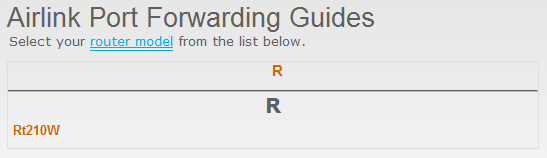 Airlink Port Forwarding Guides
Select your router model from the list below.
R
R
Rt210W